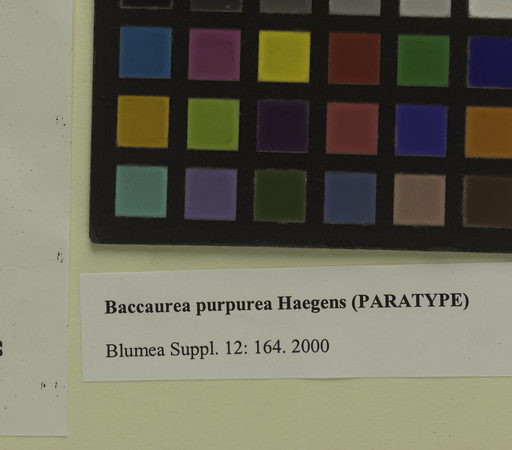 Baccaurea purpurea Haegens (PARATYPE)
Blumea Suppl. 12: 164. 2000